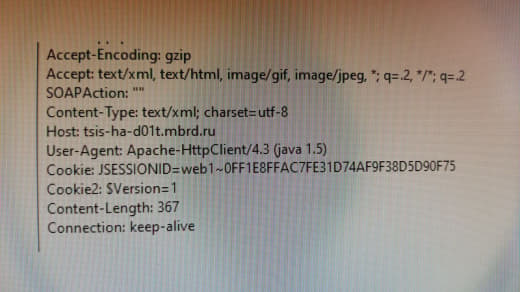 Accept-Encoding: gzip
Accept: text/xml, text/html, image/gif, image/jpeg, *; q=.2, */*; q=.2
SOAPAction: ""
Content-Type: text/xml; charset=utf-8
Host: tsis-ha-d01t.mbrd.ru
User-Agent: Apache-HttpClient/4.3 (java 1.5)
Cookie: JSESSIONID=web1~0FF1E8FFAC7FE31D74AF9F38D5D90F75
Cookie2: $Version=1
Content-Length: 367
Connection: keep-alive